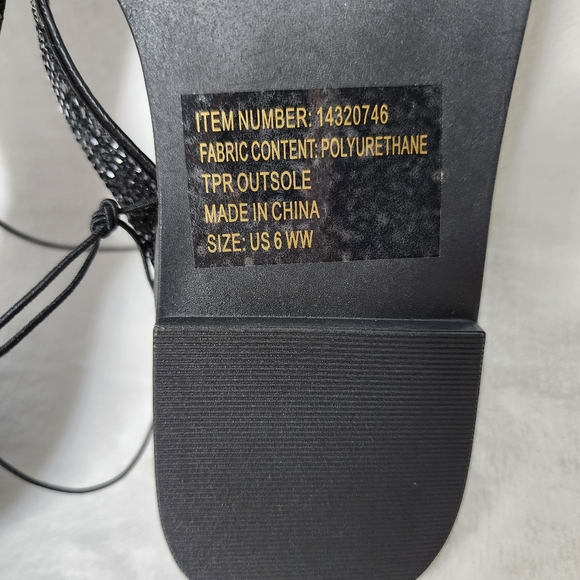 ITEM NUMBER: 14320746
FABRIC CONTENT: POLYURETHANE
TPR OUTSOLE
MADE IN CHINA
SIZE: US 6 WW